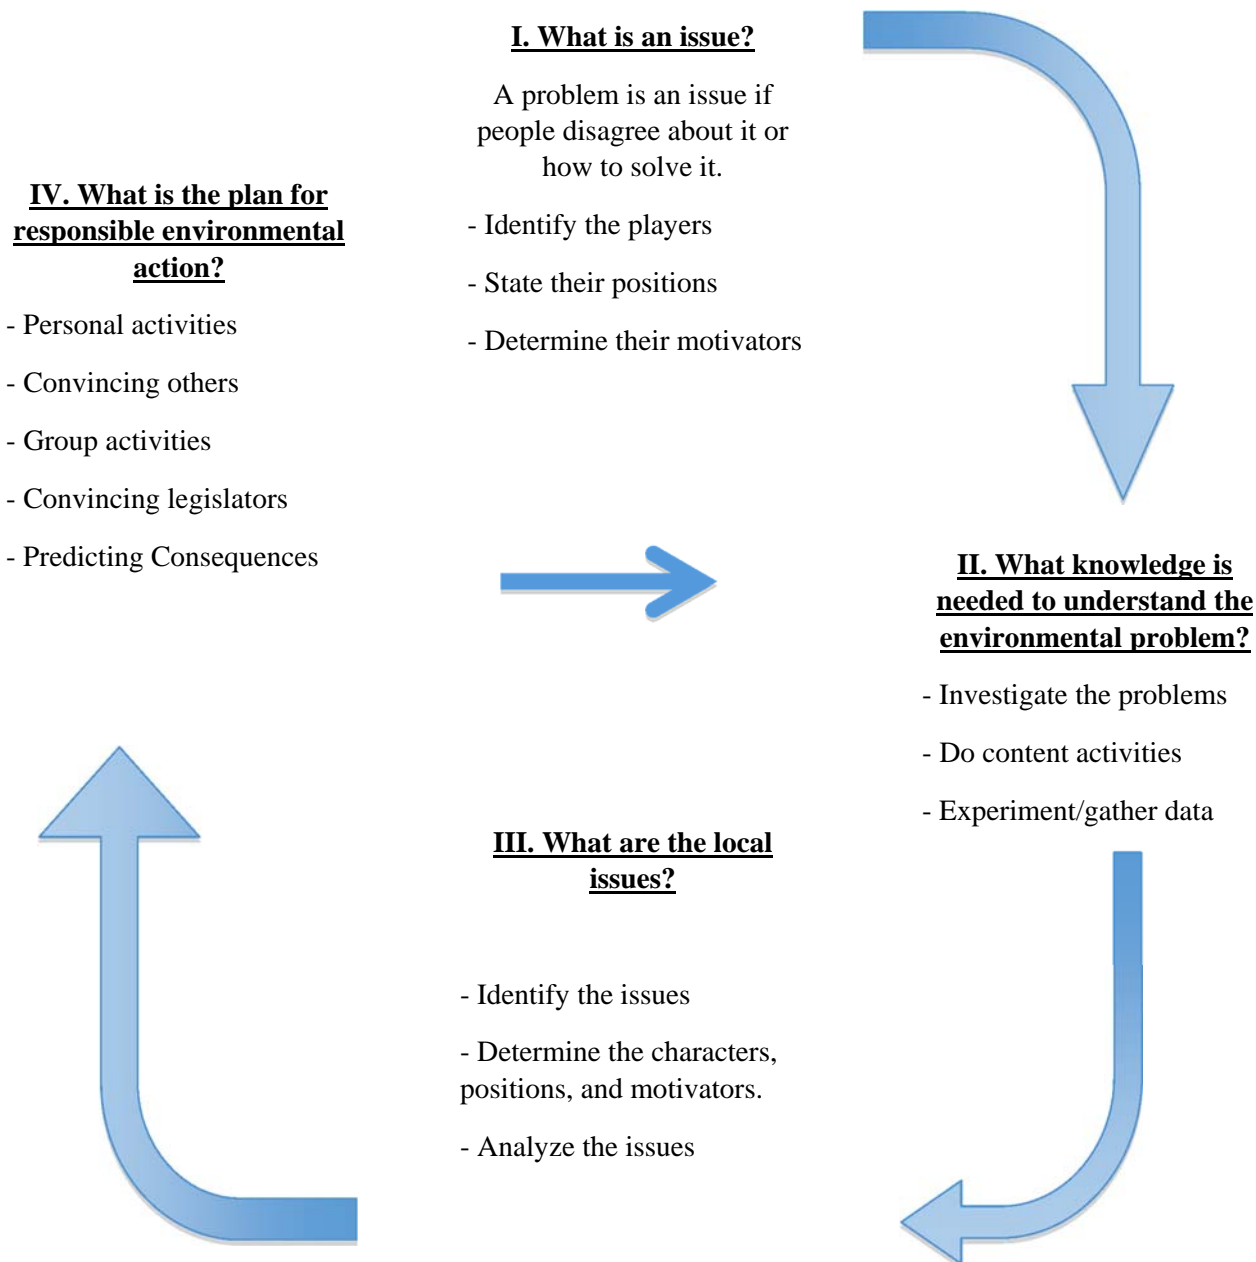 I. What is an issue?
A problem is an issue if
people disagree about it or
how to solve it.
- Identify the players
- State their positions
- Determine their motivators
II. What knowledge is
needed to understand the
environmental problem?
- Investigate the problems
- Do content activities
- Experiment/gather data
III. What are the local
issues?
- Identify the issues
- Determine the characters,
positions, and motivators.
- Analyze the issues
IV. What is the plan for
responsible environmental
action?
- Personal activities
- Convincing others
- Group activities
- Convincing legislators
- Predicting Consequences